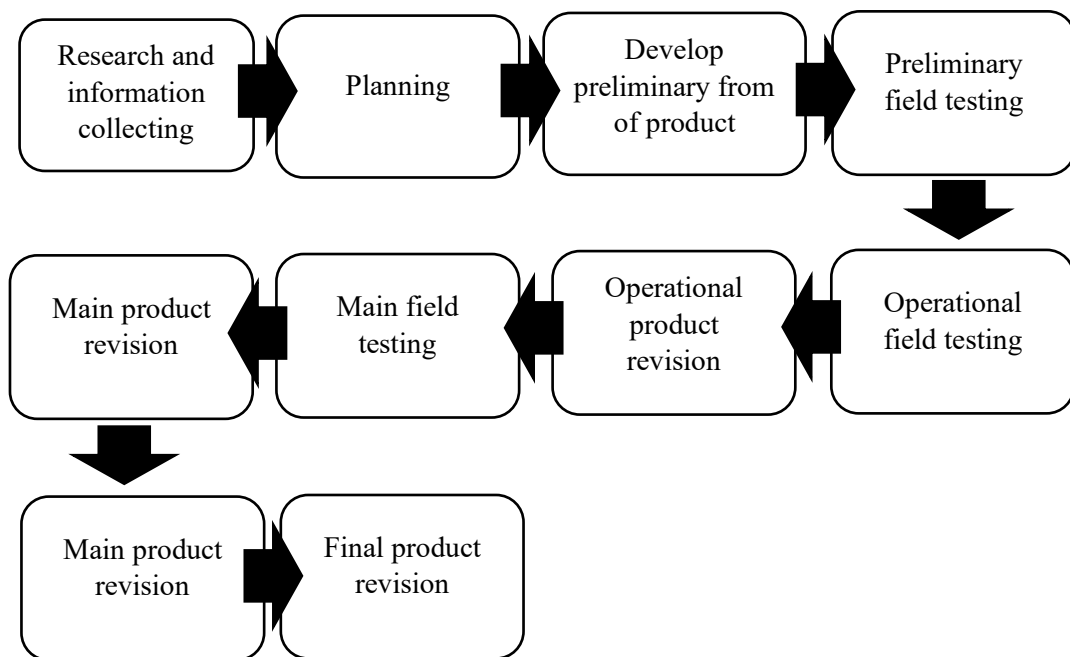 Research and
information
collecting
Planning
Develop
preliminary from
of product
Preliminary
field testing
Operational
field testing
Operational
product
revision
Main field
testing
Main product
revision
Main product
revision
Final product
revision